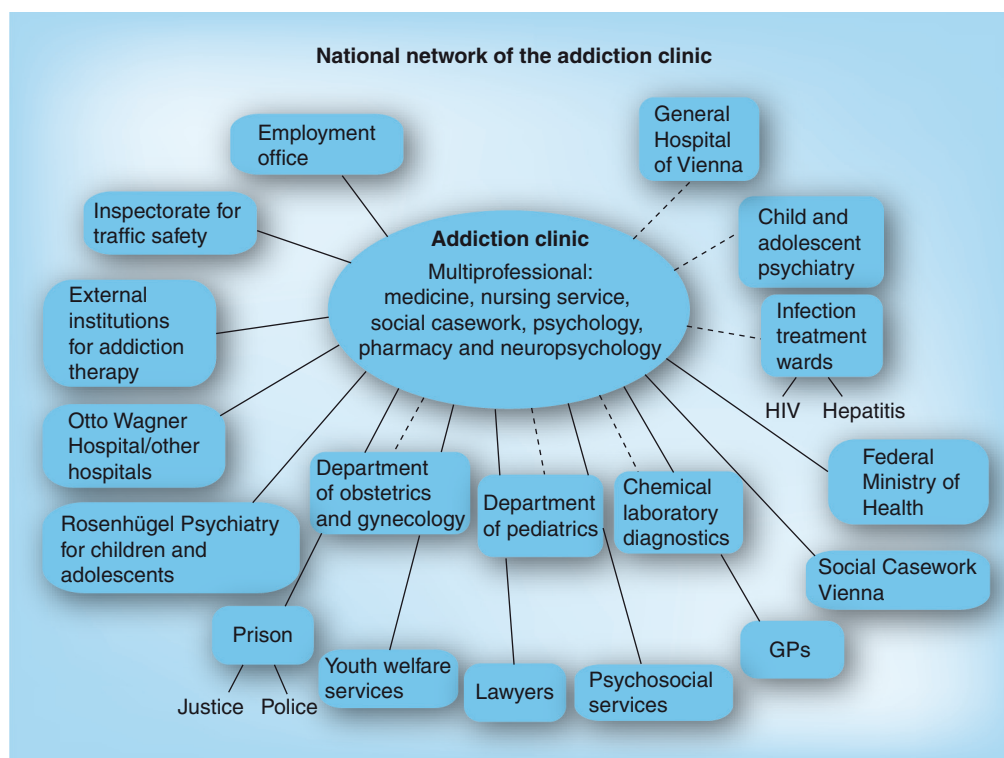 National network of the addiction clinic
Employment
office
General
Hospital
of Vienna
Inspectorate for
traffic safety
Child and
adolescent
psychiatry
Addiction clinic
Multiprofessional:
medicine, nursing service,
social casework, psychology,
pharmacy and neuropsychology
External
institutions
for addiction
therapy
Infection
treatment
wards
HIV
Hepatitis
Otto Wagner
Hospital/other
hospitals
Department
of obstetrics
and gynecology
Department
of pediatrics
Chemical
laboratory
diagnostics
Federal
Ministry of
Health
Rosenhügel Psychiatry
for children and
adolescents
Social Casework
Vienna
Prison
Justice
Police
Youth welfare
services
Lawyers
Psychosocial
services
GPs